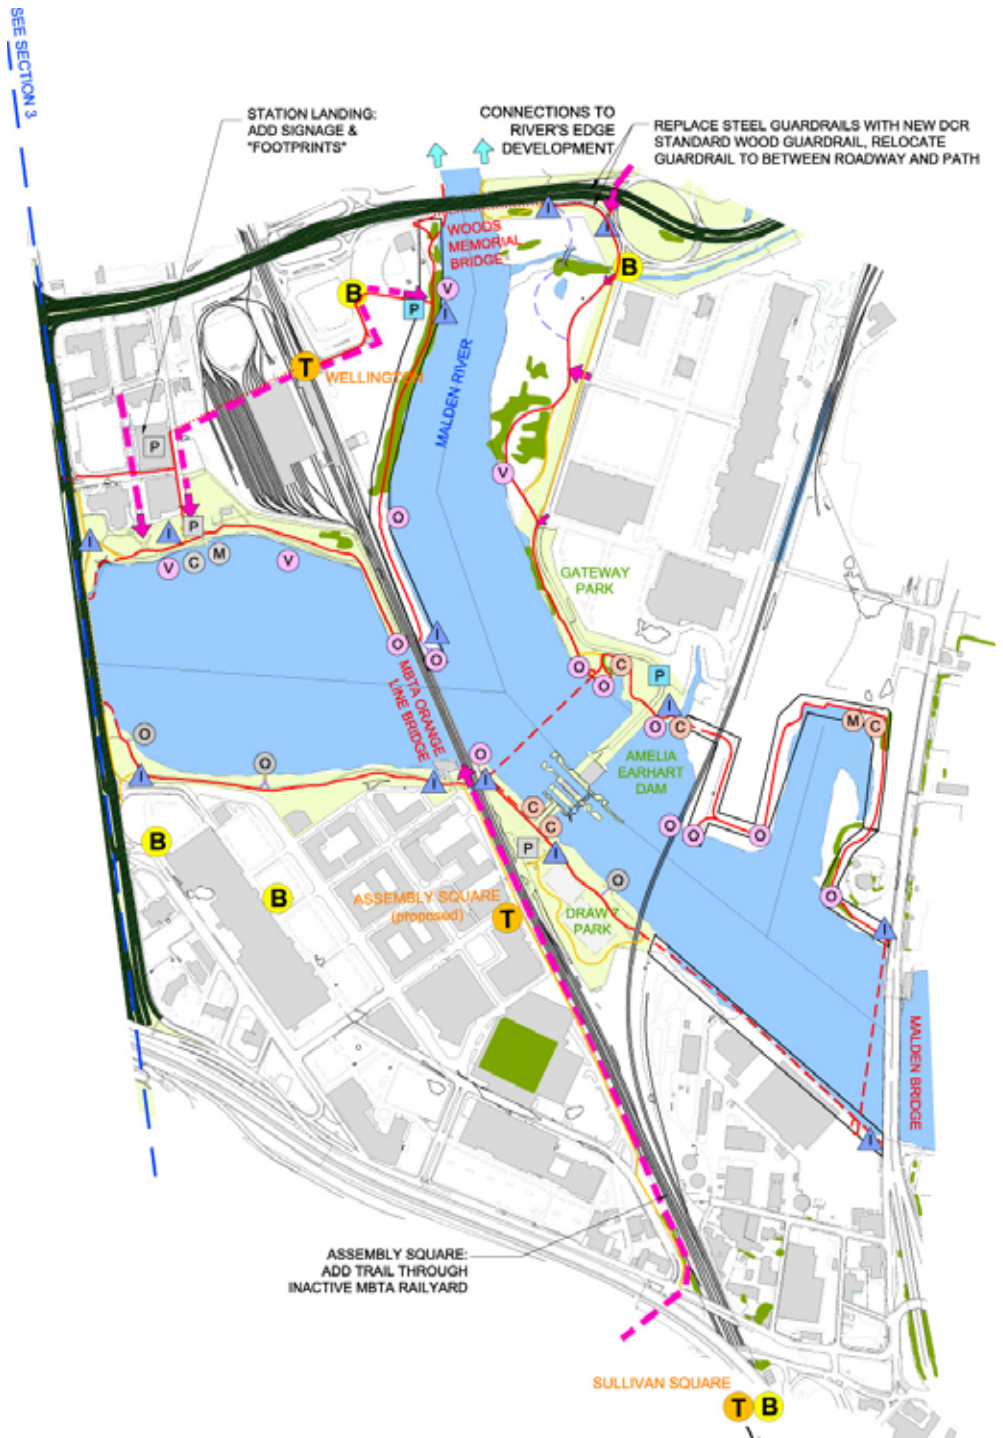 SEE SECTION 3
STATION LANDING:
ADD SIGNAGE &
"FOOTPRINTS"
CONNECTIONS TO
RIVER'S EDGE
DEVELOPMENT
REPLACE STEEL GUARDRAILS WITH NEW DCR
STANDARD WOOD GUARDRAIL, RELOCATE
GUARDRAIL TO BETWEEN ROADWAY AND PATH
I
I
WOODS
MEMORIAL
BRIDGE
B
B
V
P
I
T
WELLINGTON
MALDEN RIVER
P
V
O
P
I
I
V
C
M
V
GATEWAY
PARK
I
O
O
MBTA ORANGE
LINE BRIDGE
O
O
C
P
I
O
C
M
C
O
O
I
O
I
I
AMELIA
EARHART
DAM
C
C
O
O
O
B
P
I
O
B
ASSEMBLY SQUARE
(proposed)
T
DRAW 7
PARK
O
I
MALDEN BRIDGE
I
ASSEMBLY SQUARE:
ADD TRAIL THROUGH
INACTIVE MBTA RAILYARD
SULLIVAN SQUARE
T
B